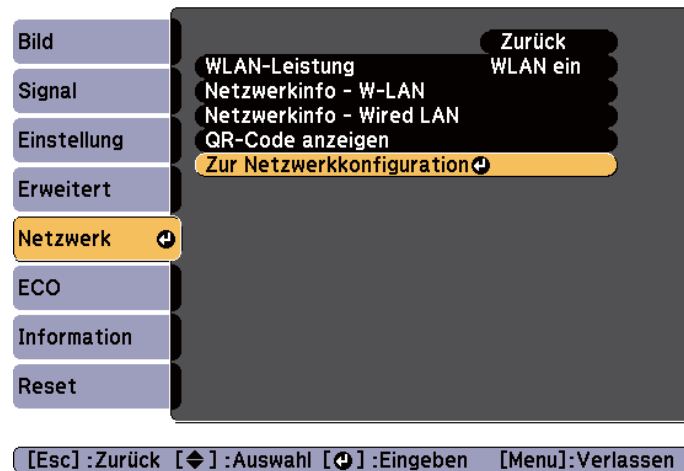 Bild
Signal
Einstellung
Erweitert
Netzwerk
ECO
Information
Reset
Zurück
WLAN-Leistung WLAN ein
Netzwerkinfo - W-LAN
Netzwerkinfo - Wired LAN
QR-Code anzeigen
Zur Netzwerkkonfiguration
[Esc] :Zurück [ ] :Auswahl [ ] :Eingeben [Menu]:Verlassen